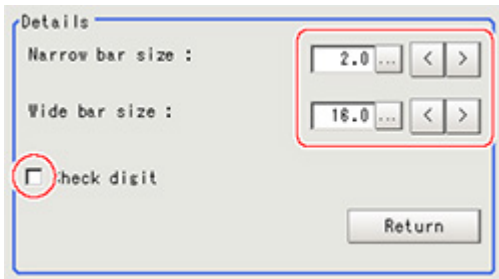 Details
Narrow bar size : 2.0 ... < >
Wide bar size : 16.0 ... < >
Check digit
Return